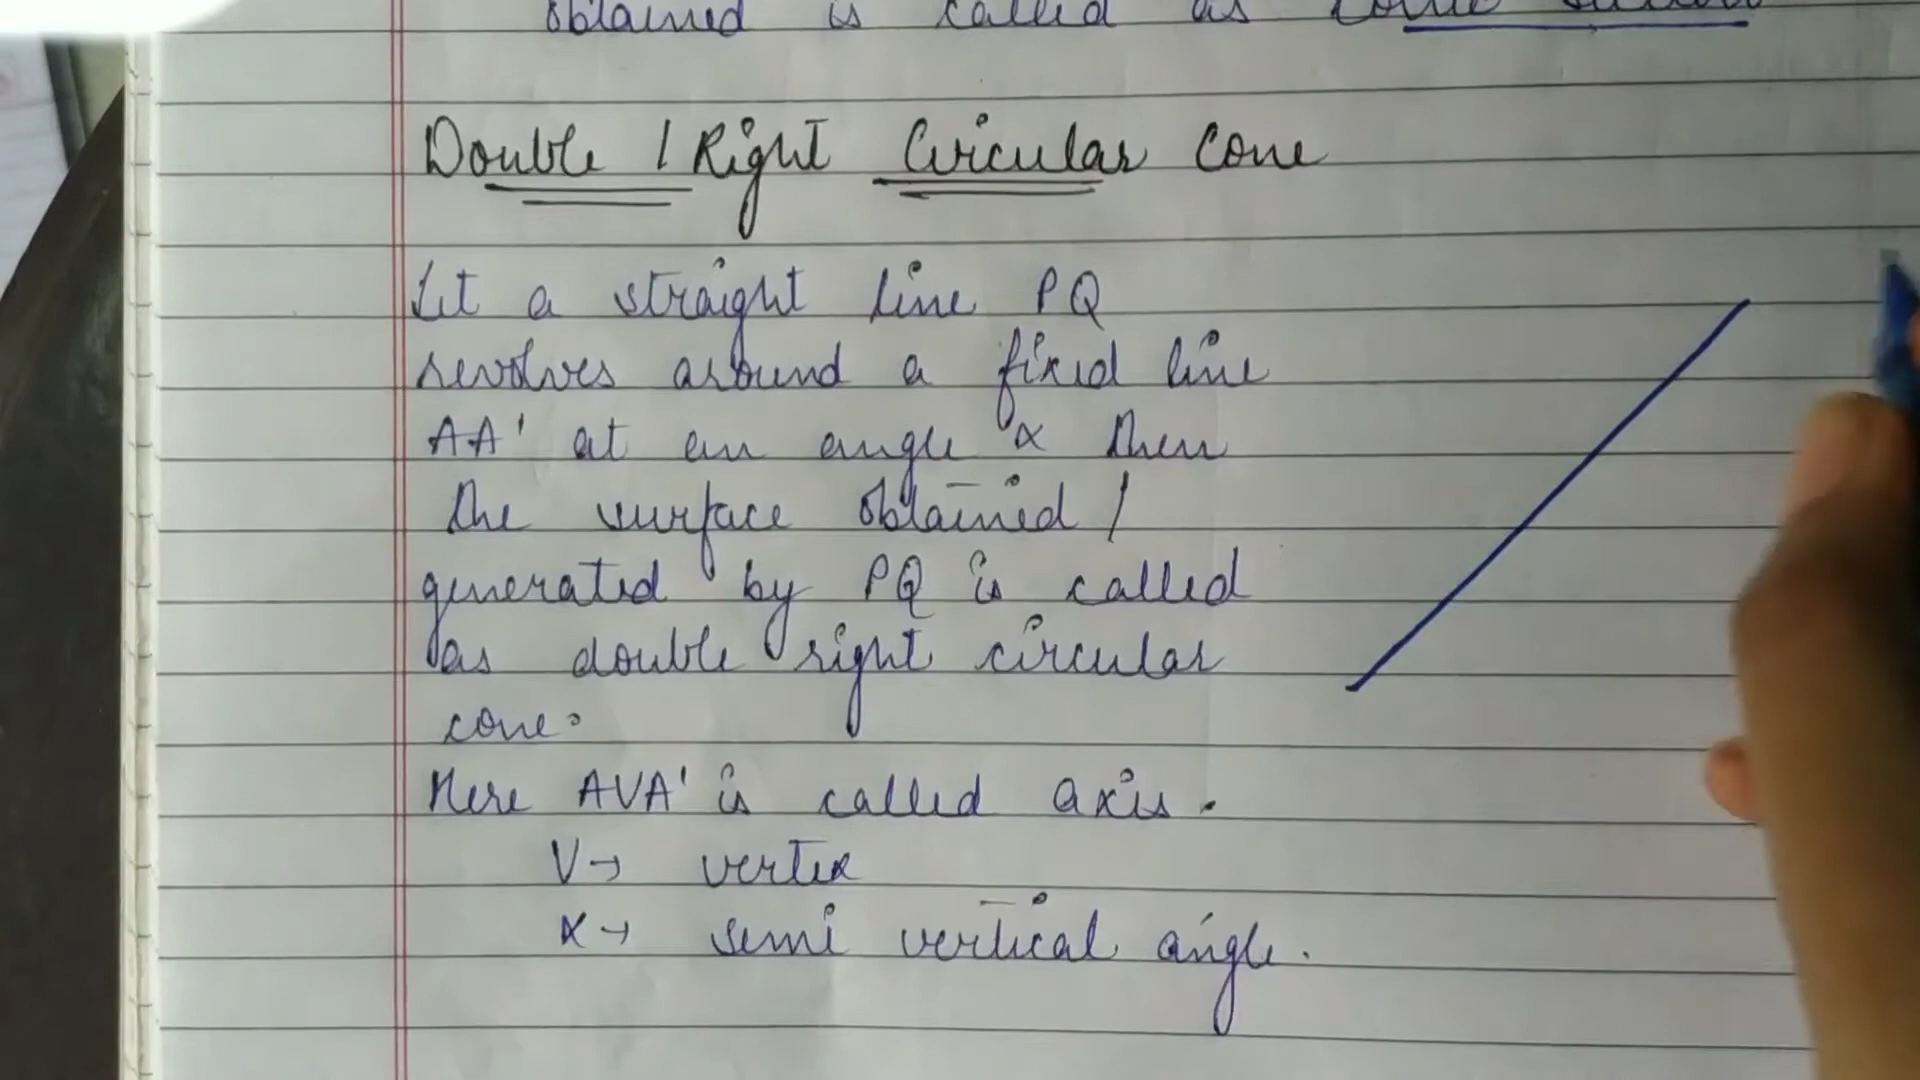 obtained is called as conic section
Double / Right Circular Cone
Let a straight line PQ
revolves around a fixed line
AA' at an angle α then
the surface obtained /
generated by PQ is called
as double right circular
cone.
Here AVA' is called axis.
V → vertex
α → semi vertical angle.